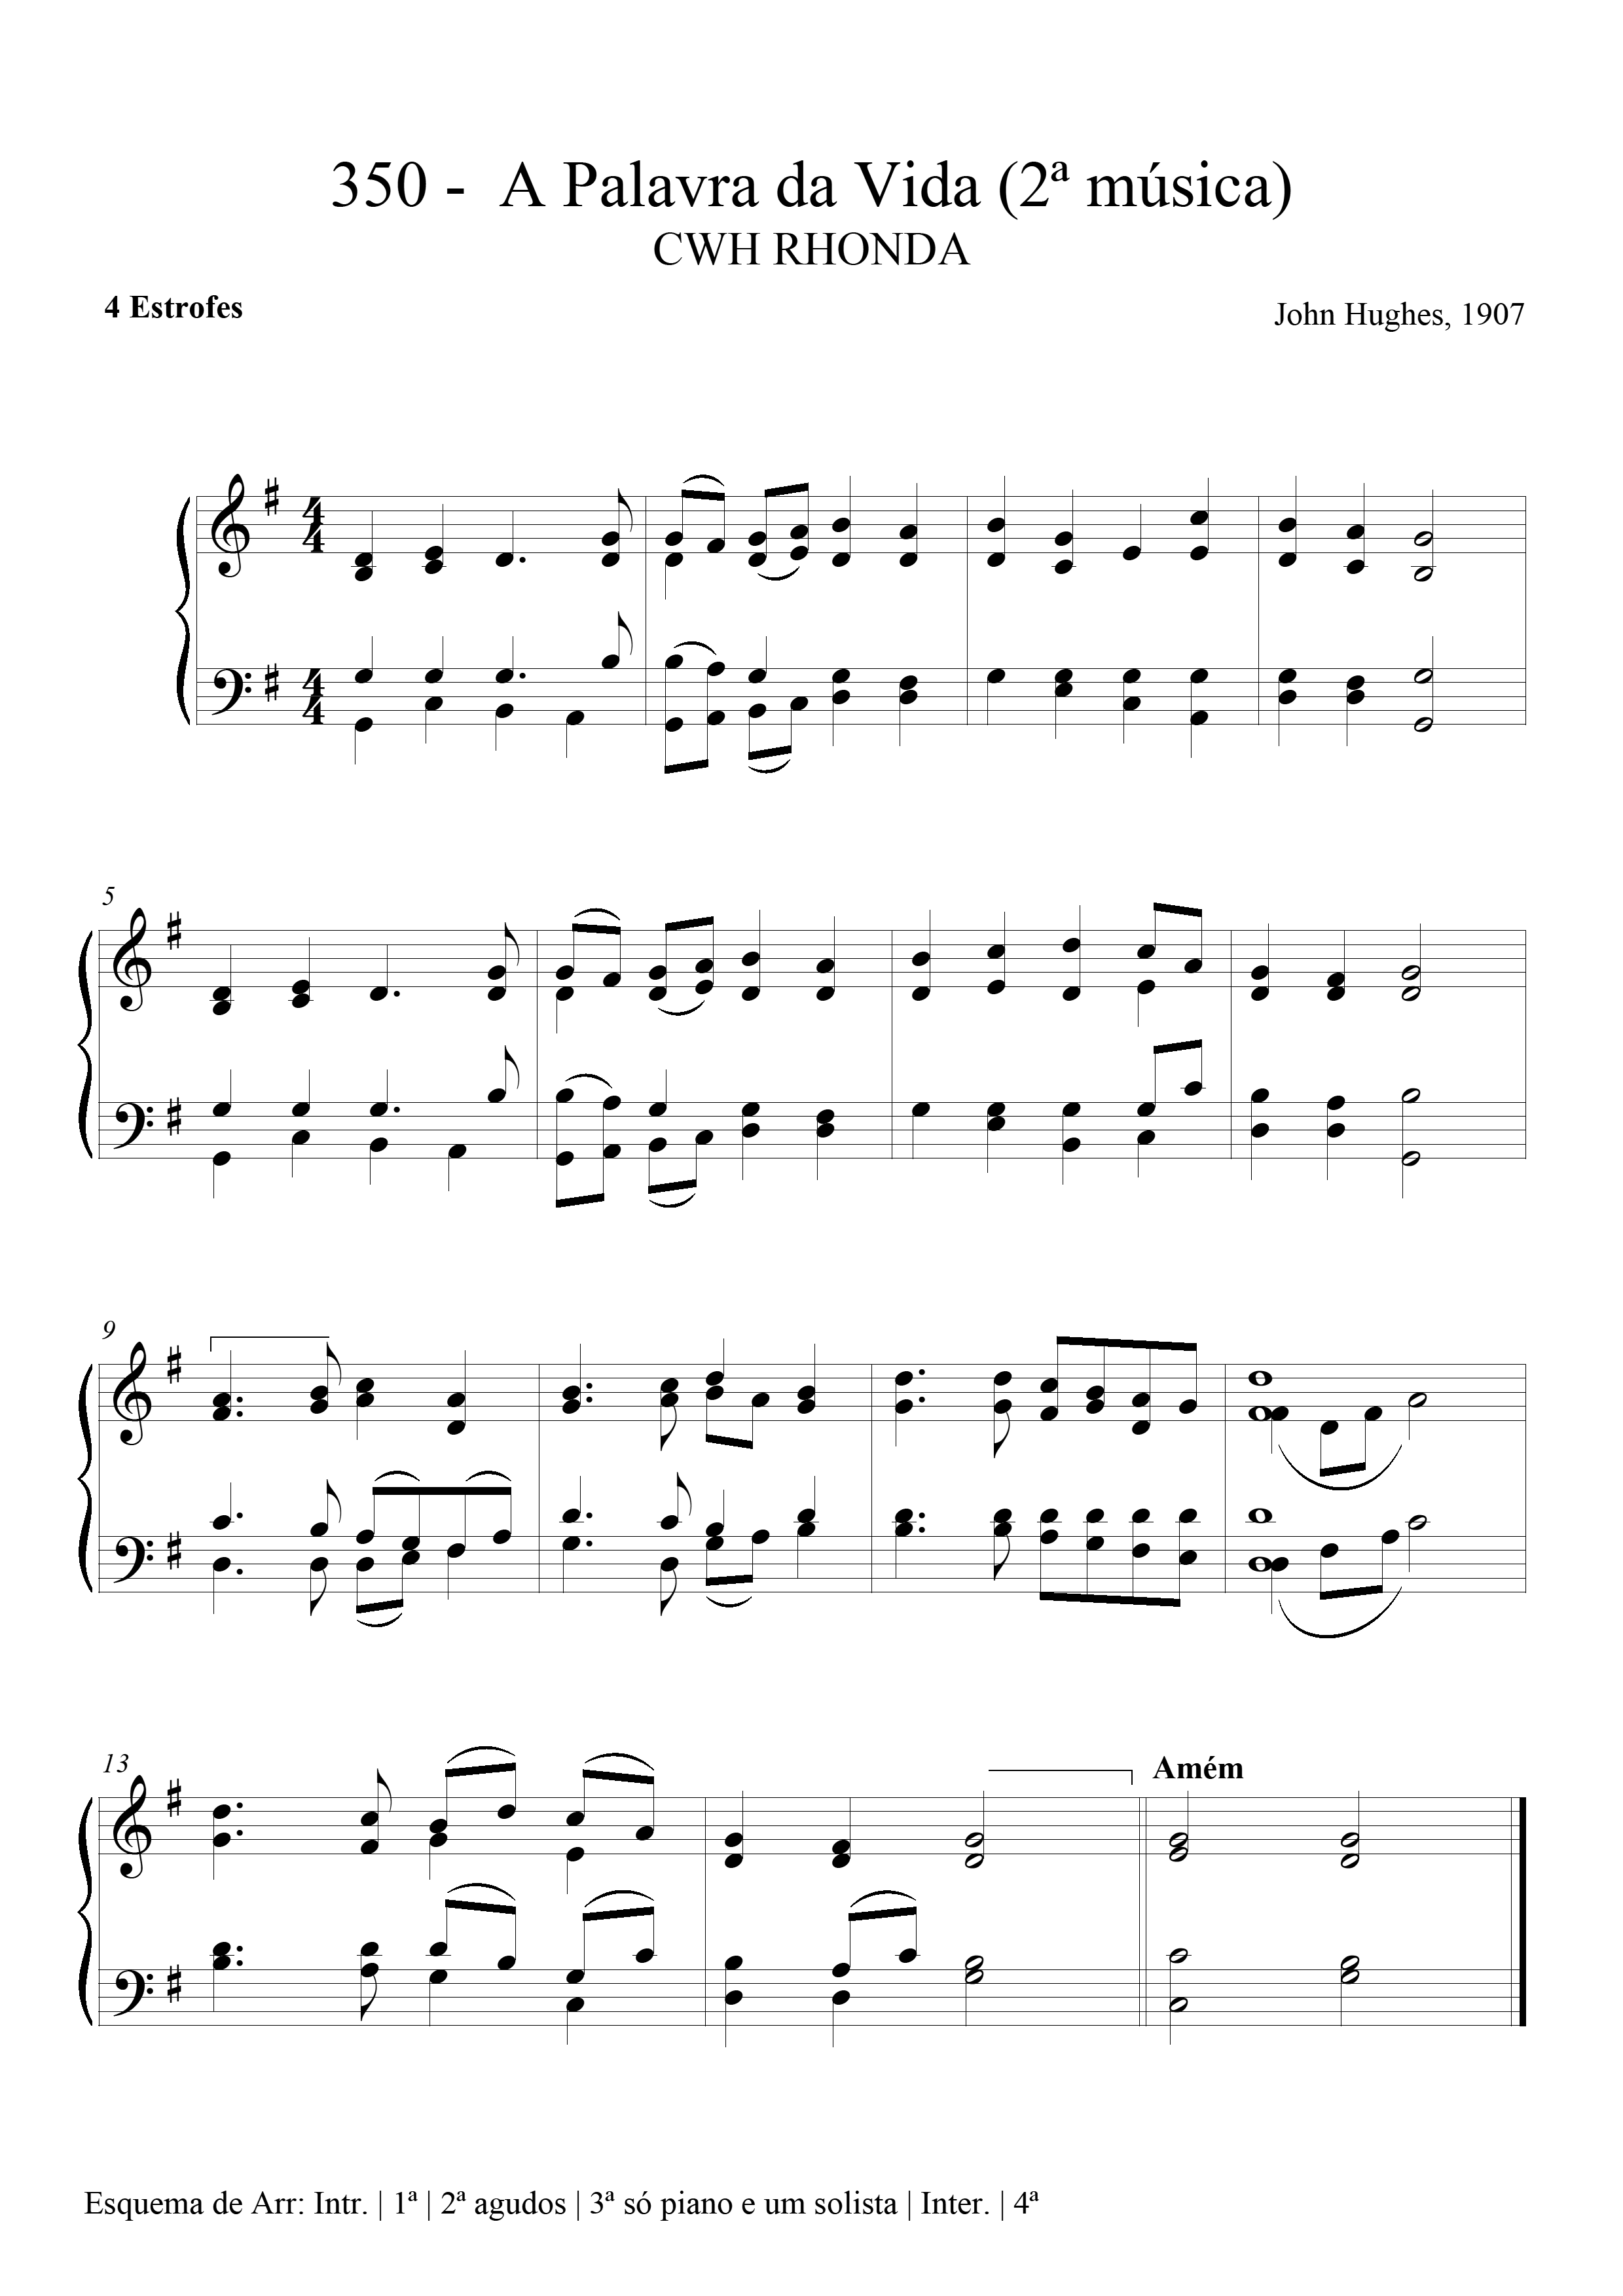 350 - A Palavra da Vida (2ª música)
CWH RHONDA
4 Estrofes
John Hughes, 1907
5
9
13
Amém
Esquema de Arr: Intr. | 1ª | 2ª agudos | 3ª só piano e um solista | Inter. | 4ª